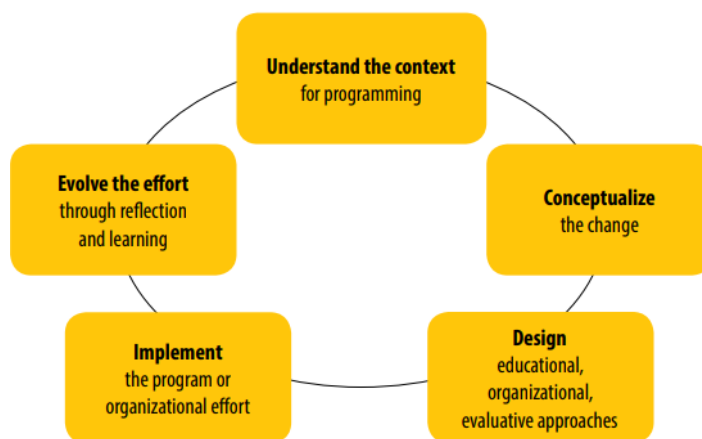 Understand the context
for programming
Conceptualize
the change
Design
educational,
organizational,
evaluative approaches
Implement
the program or
organizational effort
Evolve the effort
through reflection
and learning